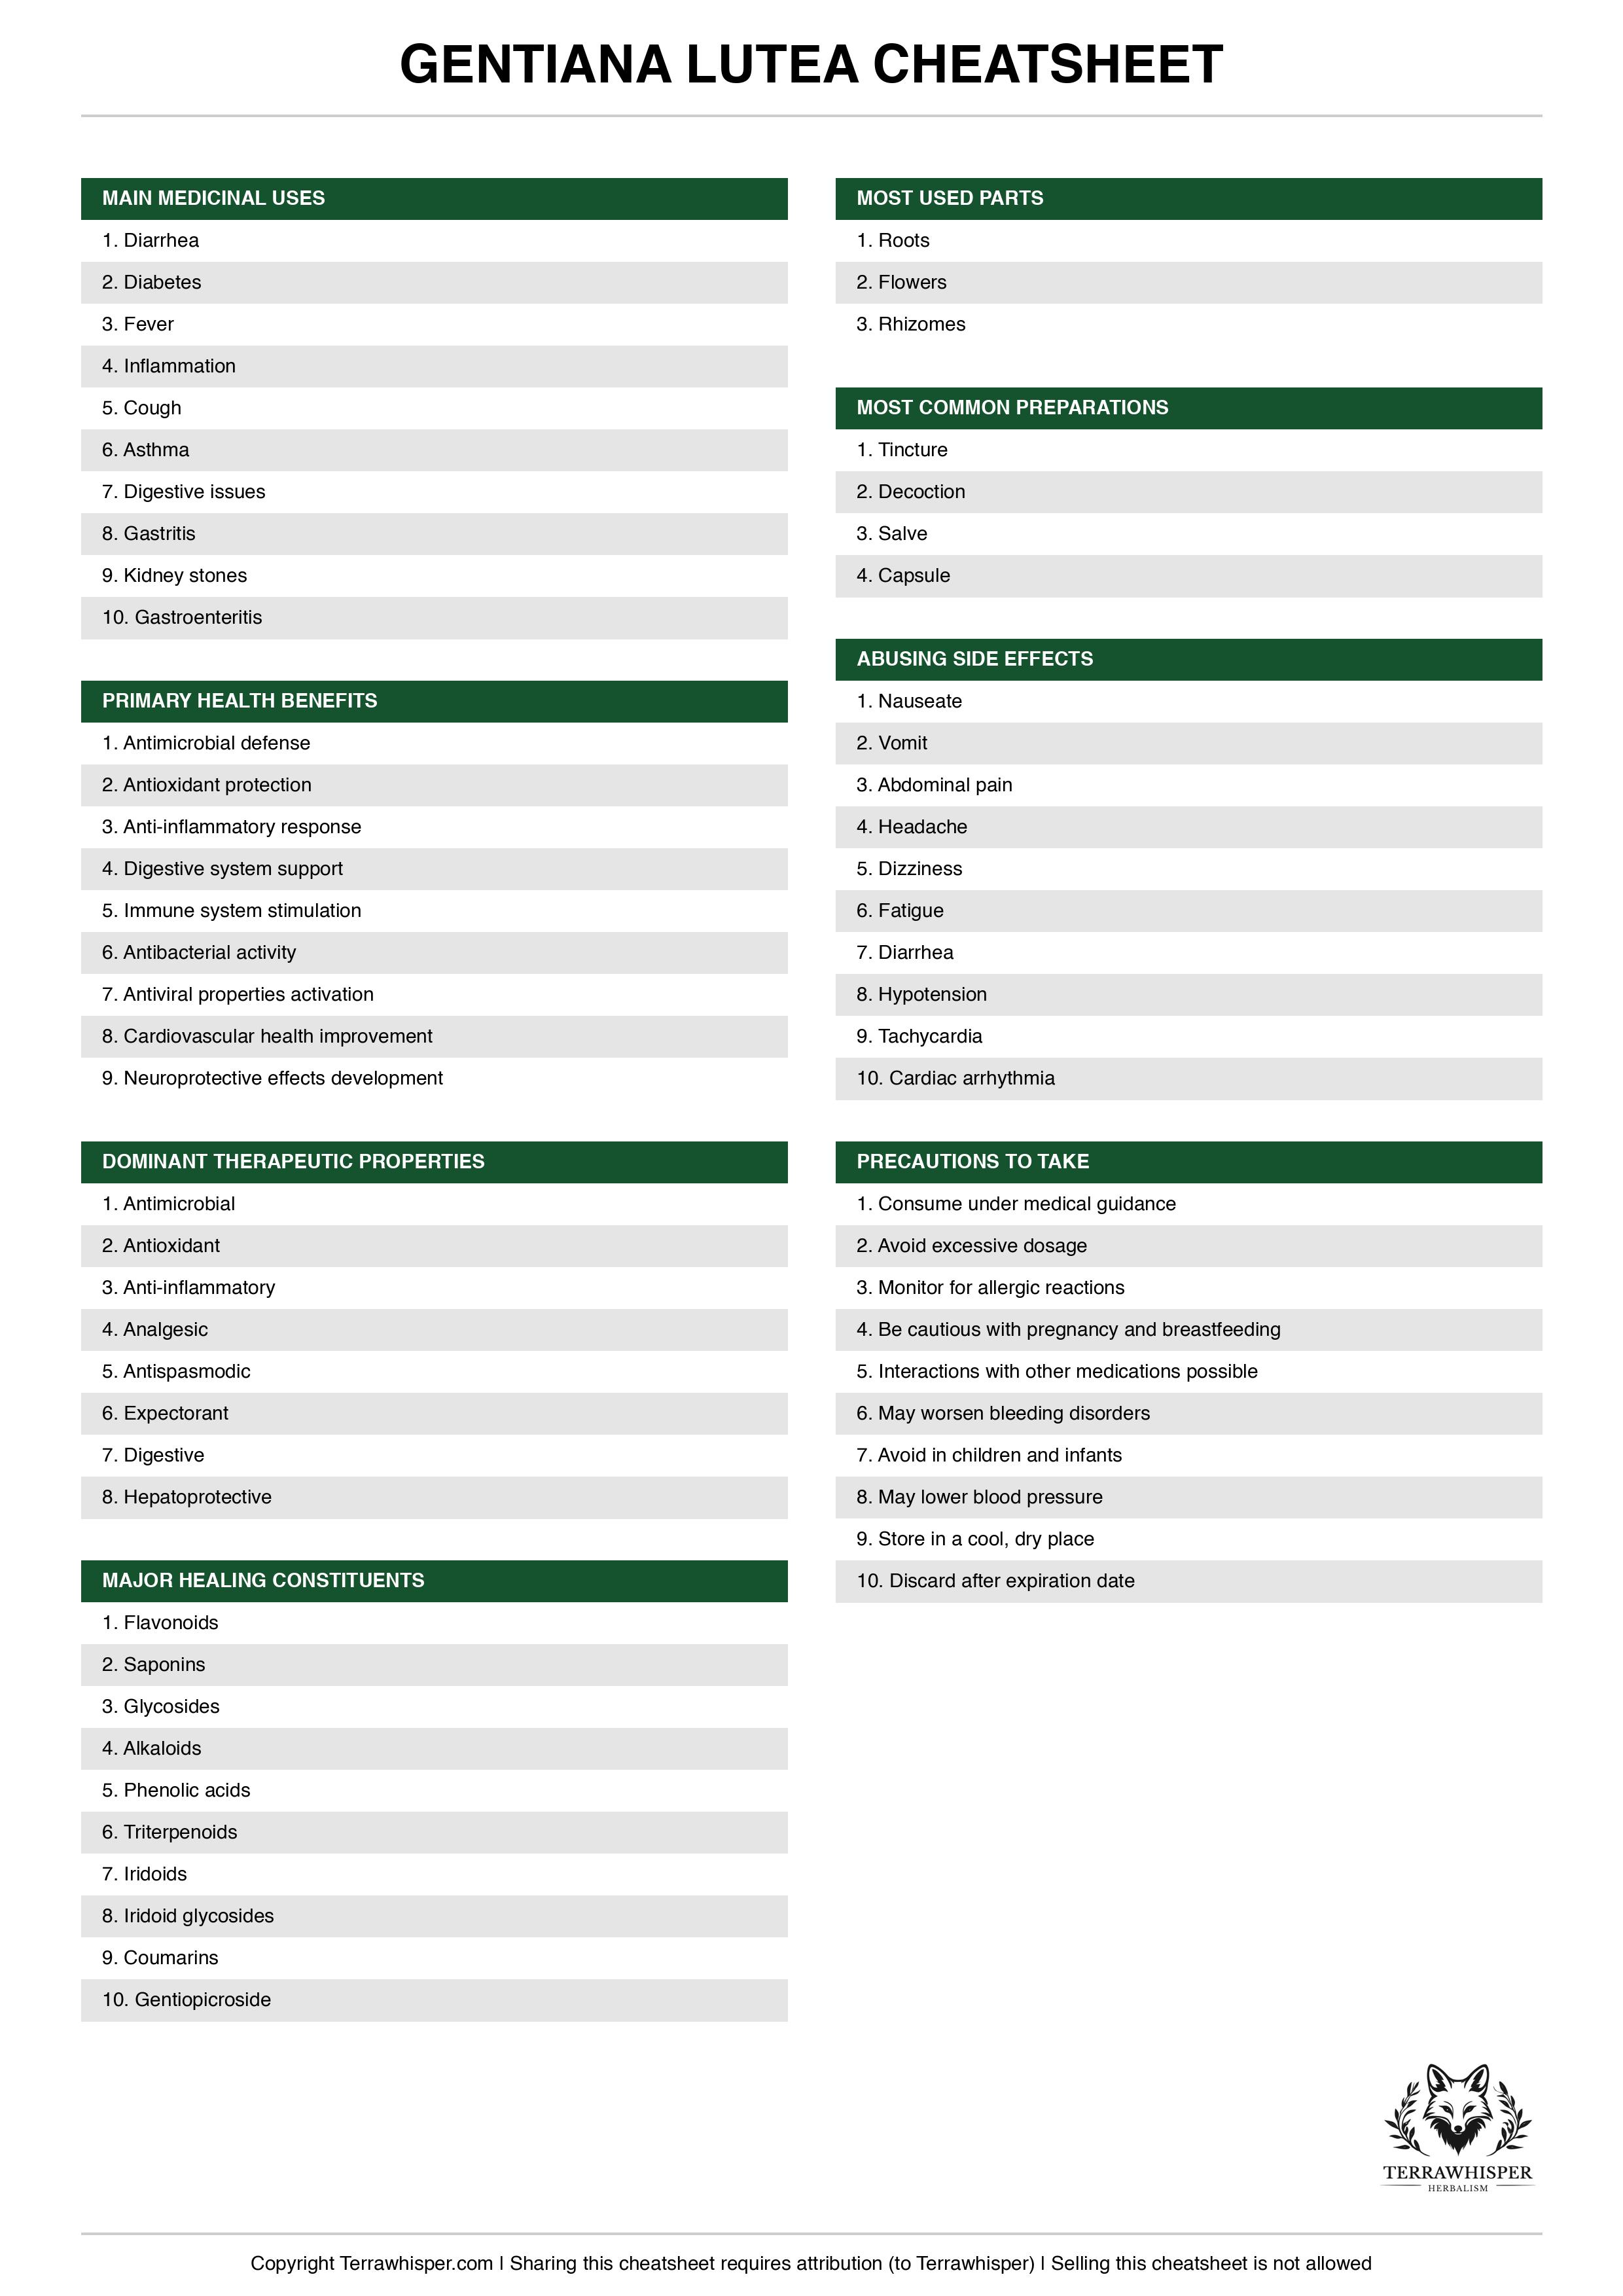 GENTIANA LUTEA CHEATSHEET
MAIN MEDICINAL USES
1. Diarrhea
2. Diabetes
3. Fever
4. Inflammation
5. Cough
6. Asthma
7. Digestive issues
8. Gastritis
9. Kidney stones
10. Gastroenteritis
PRIMARY HEALTH BENEFITS
1. Antimicrobial defense
2. Antioxidant protection
3. Anti-inflammatory response
4. Digestive system support
5. Immune system stimulation
6. Antibacterial activity
7. Antiviral properties activation
8. Cardiovascular health improvement
9. Neuroprotective effects development
DOMINANT THERAPEUTIC PROPERTIES
1. Antimicrobial
2. Antioxidant
3. Anti-inflammatory
4. Analgesic
5. Antispasmodic
6. Expectorant
7. Digestive
8. Hepatoprotective
MAJOR HEALING CONSTITUENTS
1. Flavonoids
2. Saponins
3. Glycosides
4. Alkaloids
5. Phenolic acids
6. Triterpenoids
7. Iridoids
8. Iridoid glycosides
9. Coumarins
10. Gentiopicroside
MOST USED PARTS
1. Roots
2. Flowers
3. Rhizomes
MOST COMMON PREPARATIONS
1. Tincture
2. Decoction
3. Salve
4. Capsule
ABUSING SIDE EFFECTS
1. Nauseate
2. Vomit
3. Abdominal pain
4. Headache
5. Dizziness
6. Fatigue
7. Diarrhea
8. Hypotension
9. Tachycardia
10. Cardiac arrhythmia
PRECAUTIONS TO TAKE
1. Consume under medical guidance
2. Avoid excessive dosage
3. Monitor for allergic reactions
4. Be cautious with pregnancy and breastfeeding
5. Interactions with other medications possible
6. May worsen bleeding disorders
7. Avoid in children and infants
8. May lower blood pressure
9. Store in a cool, dry place
10. Discard after expiration date
TERRAWHISPER
HERBALISM
Copyright Terrawhisper.com | Sharing this cheatsheet requires attribution (to Terrawhisper) | Selling this cheatsheet is not allowed